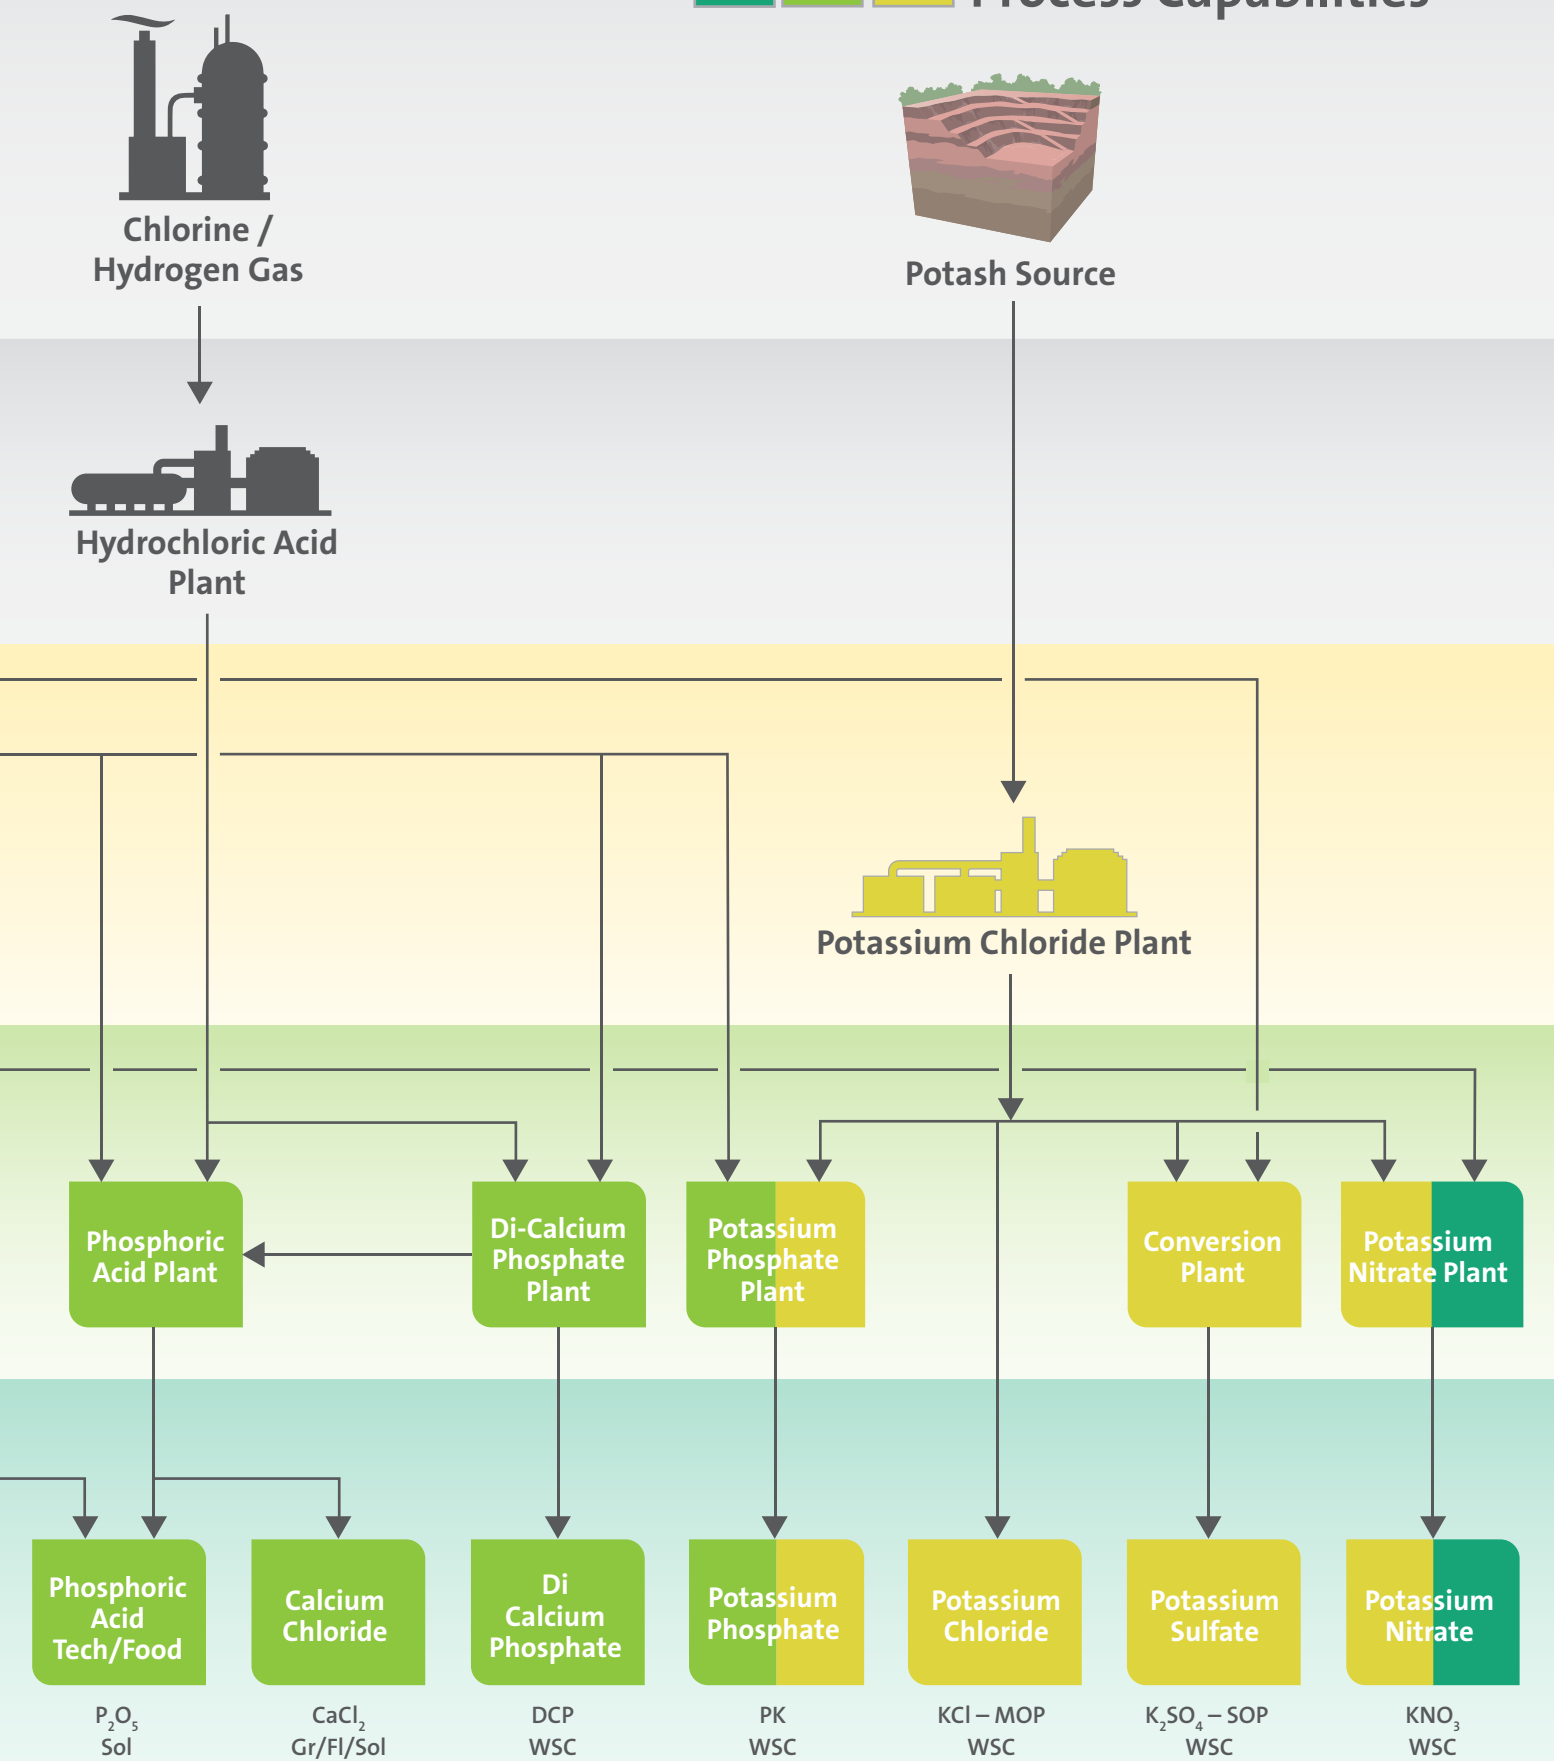 Process Capabilities
Chlorine /
Hydrogen Gas
Potash Source
Hydrochloric Acid
Plant
Potassium Chloride Plant
Phosphoric
Acid Plant
Di-Calcium
Phosphate
Plant
Potassium
Phosphate
Plant
Conversion
Plant
Potassium
Nitrate Plant
Phosphoric
Acid
Tech/Food
Calcium
Chloride
Di
Calcium
Phosphate
Potassium
Phosphate
Potassium
Chloride
Potassium
Sulfate
Potassium
Nitrate
P₂O₅
Sol
CaCl₂
Gr/Fl/Sol
DCP
WSC
PK
WSC
KCl – MOP
WSC
K₂SO₄ – SOP
WSC
KNO₃
WSC